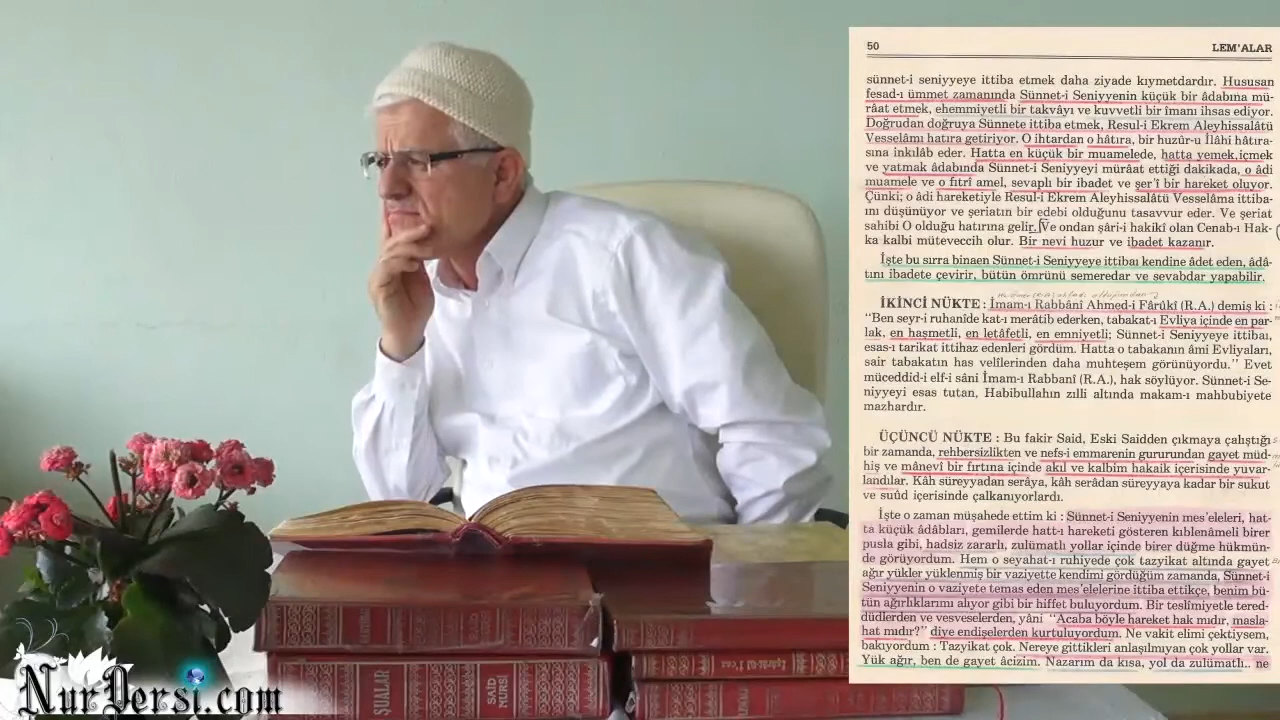 50 LEM'ALAR
sünnet-i seniyyeye ittiba etmek daha ziyade kıymetdardır. Hususan
fesad-ı ümmet zamanında Sünnet-i Seniyyenin küçük bir âdabına mü-
râat etmek, ehemmiyetli bir takvâyı ve kuvvetli bir îmanı ihsas ediyor.
Doğrudan doğruya Sünnete ittiba etmek, Resul-i Ekrem Aleyhissalâtü
Vesselâmı hatıra getiriyor. O ihtardan o hâtıra, bir huzûr-u İlâhi hâtıra-
sına inkılâb eder. Hatta en küçük bir muamelede, hatta yemek,içmek
ve yatmak âdabında Sünnet-i Seniyyeyi mürâat ettiği dakikada, o âdi
muamele ve o fıtrî amel, sevaplı bir ibadet ve şer'î bir hareket oluyor.
Çünki; o âdi hareketiyle Resul-i Ekrem Aleyhissalâtü Vesselâma ittiba-
ını düşünüyor ve şeriatın bir edebi olduğunu tasavvur eder. Ve şeriat
sahibi O olduğu hatırına gelir. Ve ondan şâri-i hakikî olan Cenab-ı Hak-
ka kalbi müteveccih olur. Bir nevi huzur ve ibadet kazanır.
İşte bu sırra binaen Sünnet-i Seniyyeye ittibaı kendine âdet eden, âdâ-
tını ibadete çevirir, bütün ömrünü semeredar ve sevabdar yapabilir.
İKİNCİ NÜKTE : İmam-ı Rabbânî Ahmed-i Fârukî (R.A.) demiş ki :
"Ben seyr-i ruhanîde kat-ı merâtib ederken, tabakat-ı Evliya içinde en par-
lak, en haşmetli, en letâfetli, en emniyetli; Sünnet-i Seniyyeye ittibaı,
esas-ı tarikat ittihaz edenleri gördüm. Hatta o tabakanın âmi Evliyaları,
sair tabakatın has velîlerinden daha muhteşem görünüyordu." Evet
müceddid-i elf-i sâni İmam-ı Rabbanî (R.A.), hak söylüyor. Sünnet-i Se-
niyyeyi esas tutan, Habibullahın zılli altında makam-ı mahbubiyete
mazhardır.
ÜÇÜNCÜ NÜKTE : Bu fakir Said, Eski Saidden çıkmaya çalıştığı
bir zamanda, rehbersizlikten ve nefs-i emmarenin gururundan gayet müd-
hiş ve mânevî bir fırtına içinde akıl ve kalbim hakaik içerisinde yuvar-
landılar. Kâh süreyyadan serâya, kâh serâdan süreyyaya kadar bir sukut
ve suûd içerisinde çalkanıyorlardı.
İşte o zaman müşahede ettim ki : Sünnet-i Seniyyenin mes'eleleri, hat-
ta küçük âdâbları, gemilerde hatt-ı hareketi gösteren kıblenâmeli birer
pusla gibi, hadsiz zararlı, zulümatlı yollar içinde birer düğme hükmün-
de görüyordum. Hem o seyahat-ı ruhiyede çok tazyikat altında gayet
ağır yükler yüklenmiş bir vaziyette kendimi gördüğüm zamanda, Sünnet-i
Seniyyenin o vaziyete temas eden mes'elelerine ittiba ettikçe, benim bü-
tün ağırlıklarımı alıyor gibi bir hiffet buluyordum. Bir teslimiyetle tered-
düdlerden ve vesveselerden, yâni "Acaba böyle hareket hak mıdır, masla-
hat mıdır?" diye endişelerden kurtuluyordum. Ne vakit elimi çektiysem,
bakıyordum : Tazyikat çok. Nereye gittikleri anlaşılmıyan çok yollar var.
Yük ağır, ben de gayet âcizim. Nazarım da kısa, yol da zulümatlı.. ne
ŞUALAR
SAİD NURSİ
NurDersi.com